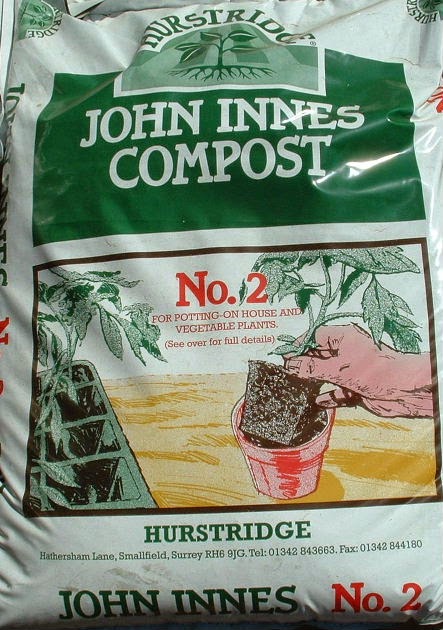 HURSTRIDGE
JOHN INNES
COMPOST
No. 2
FOR POTTING-ON HOUSE AND
VEGETABLE PLANTS.
(See over for full details)
HURSTRIDGE
Hathersham Lane, Smallfield, Surrey RH6 9JG. Tel: 01342 843663. Fax: 01342 844180
JOHN INNES No. 2